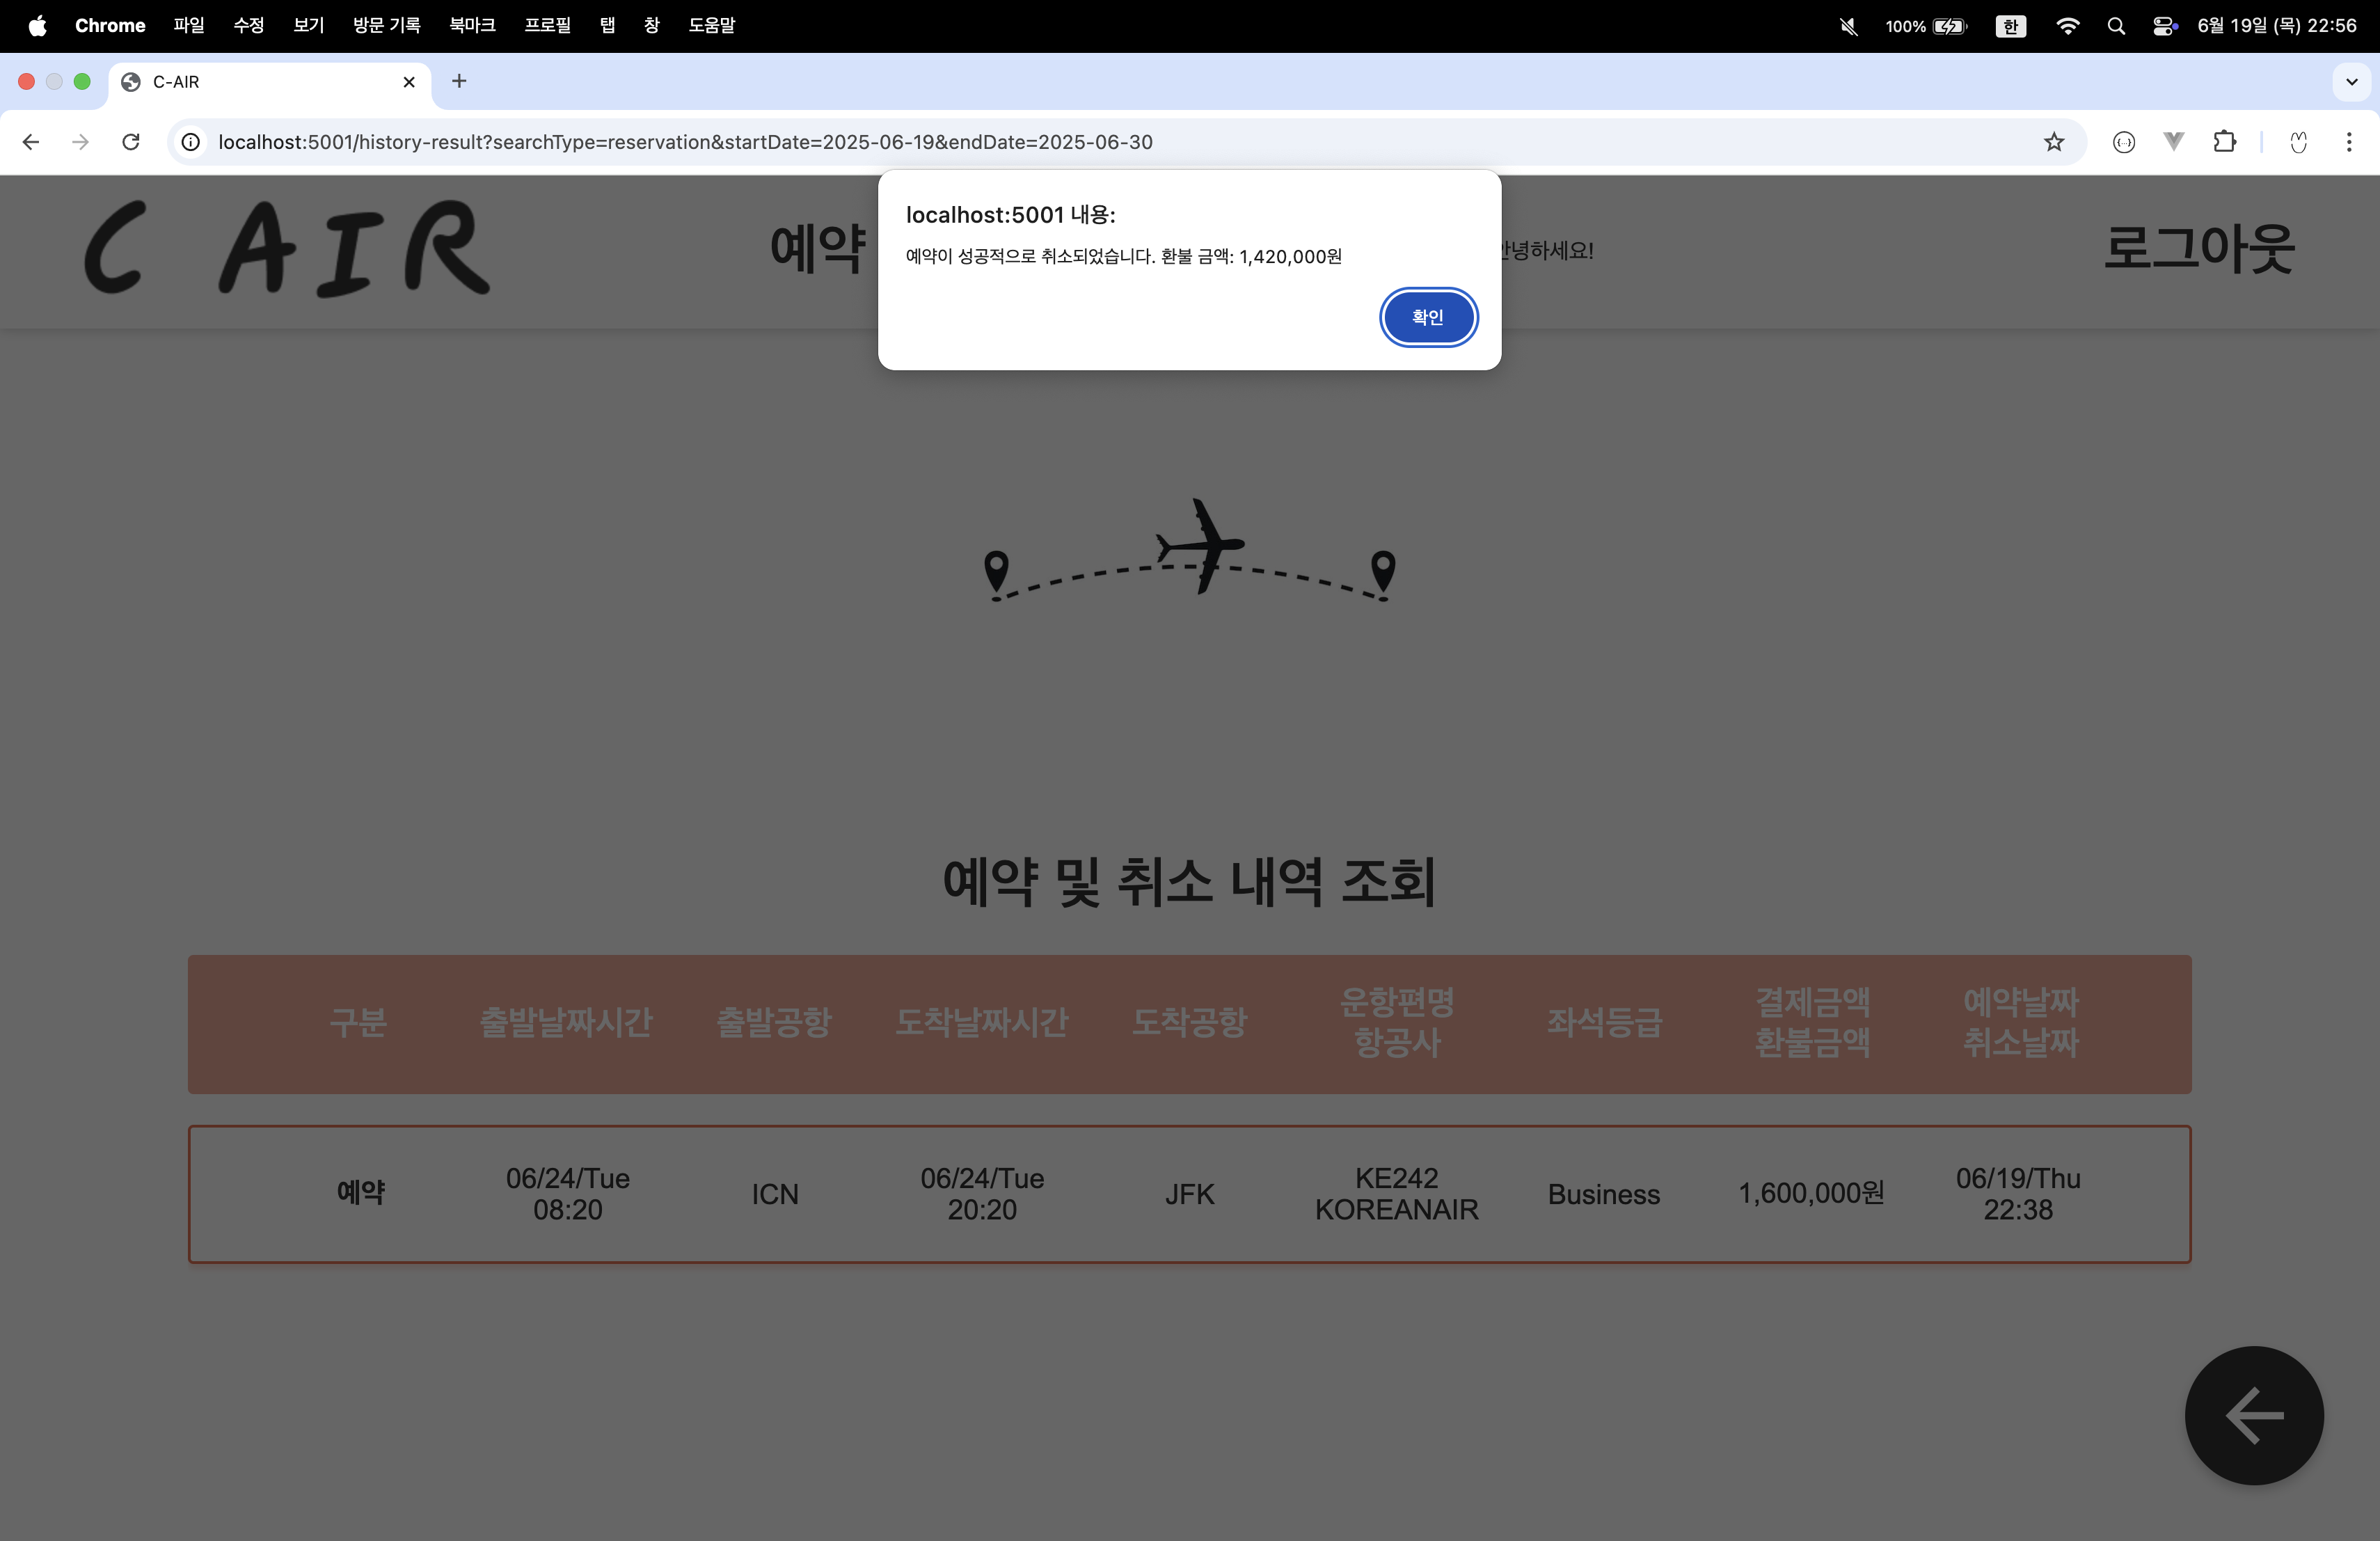 Chrome 파일 수정 보기 방문 기록 북마크 프로필 탭 창 도움말 100% 한 6월 19일 (목) 22:56
C-AIR
localhost:5001/history-result?searchType=reservation&startDate=2025-06-19&endDate=2025-06-30
localhost:5001 내용:
예약이 성공적으로 취소되었습니다. 환불 금액: 1,420,000원
확인
C AIR 예약 안녕하세요! 로그아웃
예약 및 취소 내역 조회
구분 출발날짜시간 출발공항 도착날짜시간 도착공항 운항편명 좌석등급 결제금액 예약날짜
항공사 환불금액 취소날짜
예약 06/24/Tue ICN 06/24/Tue JFK KE242 Business 1,600,000원 06/19/Thu
08:20 20:20 KOREANAIR 22:38